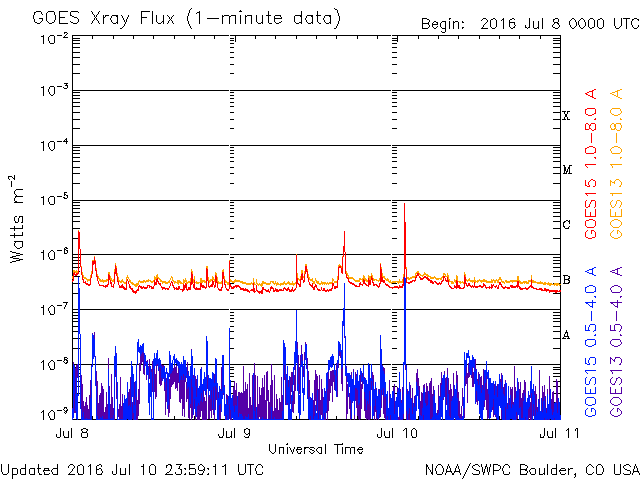 GOES Xray Flux (1-minute data)
Begin: 2016 Jul 8 0000 UTC
10-2
10-3
10-4
10-5
10-6
10-7
10-8
10-9
Watts m-2
X
M
C
B
A
GOES15 1.0-8.0 A
GOES13 1.0-8.0 A
GOES15 0.5-4.0 A
GOES13 0.5-4.0 A
Jul 8
Jul 9
Jul 10
Jul 11
Universal Time
Updated 2016 Jul 10 23:59:11 UTC
NOAA/SWPC Boulder, CO USA